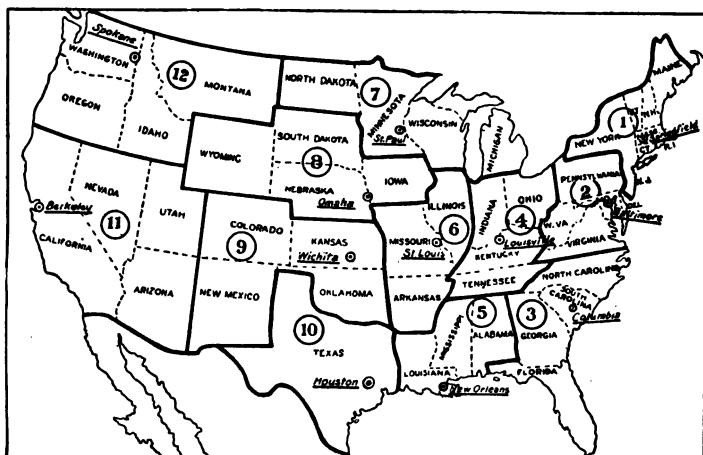 Spokane
WASHINGTON
12
MONTANA
OREGON
IDAHO
NORTH DAKOTA
7
MINNESOTA
St. Paul
WISCONSIN
MICHIGAN
MAINE
1
N.H.
NEW YORK
Springfield
CT.
R.I.
WYOMING
SOUTH DAKOTA
8
NEBRASKA
Omaha
IOWA
PENNSYLVANIA
2
N.J.
DEL.
Baltimore
W. VA
VIRGINIA
NEVADA
Berkeley
11
UTAH
CALIFORNIA
ARIZONA
COLORADO
9
NEW MEXICO
KANSAS
Wichita
OKLAHOMA
ILLINOIS
6
MISSOURI
St. Louis
ARKANSAS
INDIANA
OHIO
4
Louisville
KENTUCKY
TENNESSEE
NORTH CAROLINA
SOUTH
CAROLINA
Columbia
10
TEXAS
Houston
MISSISSIPPI
5
ALABAMA
3
GEORGIA
LOUISIANA
New Orleans
FLORIDA